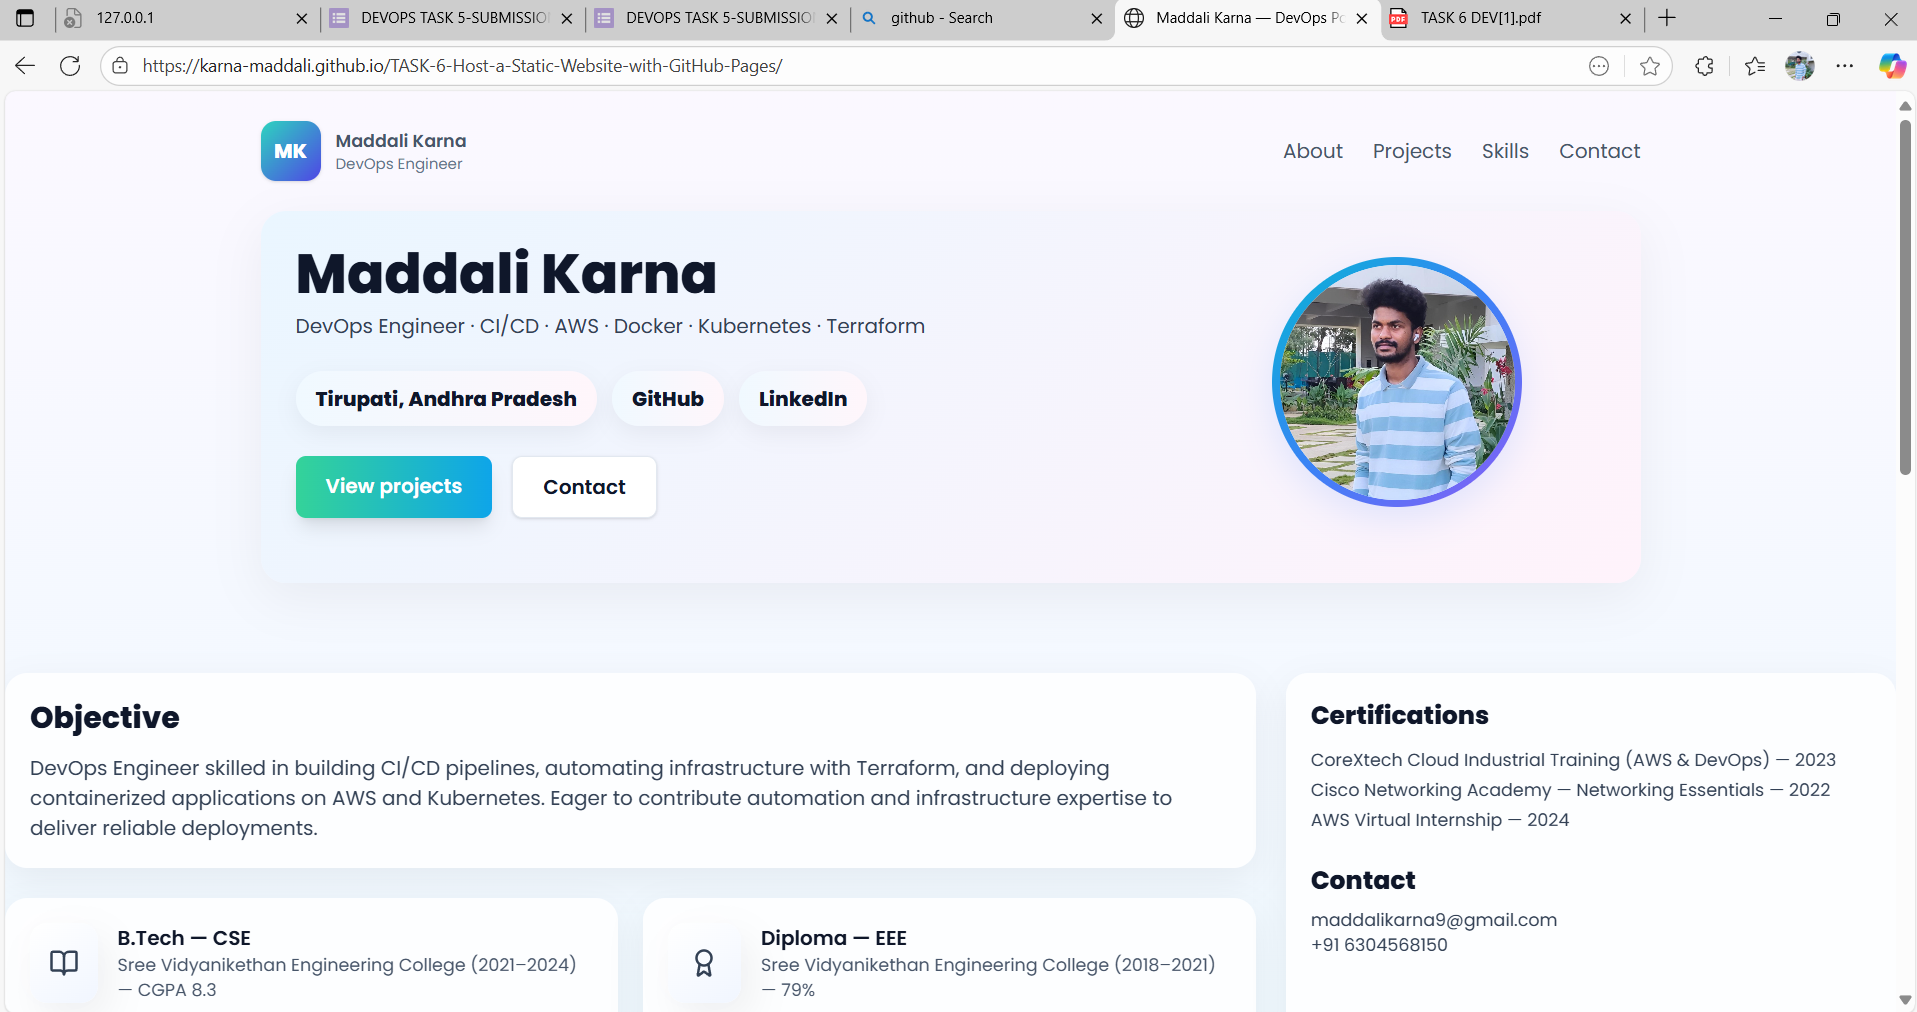 127.0.0.1
DEVOPS TASK 5-SUBMISSIO
DEVOPS TASK 5-SUBMISSIO
github - Search
Maddali Karna — DevOps Po
PDF
TASK 6 DEV[1].pdf
https://karna-maddali.github.io/TASK-6-Host-a-Static-Website-with-GitHub-Pages/
MK
Maddali Karna
DevOps Engineer
About Projects Skills Contact
Maddali Karna
DevOps Engineer · CI/CD · AWS · Docker · Kubernetes · Terraform
Tirupati, Andhra Pradesh GitHub LinkedIn
View projects Contact
Objective
DevOps Engineer skilled in building CI/CD pipelines, automating infrastructure with Terraform, and deploying
containerized applications on AWS and Kubernetes. Eager to contribute automation and infrastructure expertise to
deliver reliable deployments.
B.Tech — CSE
Sree Vidyanikethan Engineering College (2021–2024)
— CGPA 8.3
Diploma — EEE
Sree Vidyanikethan Engineering College (2018–2021)
— 79%
Certifications
CoreXtech Cloud Industrial Training (AWS & DevOps) — 2023
Cisco Networking Academy — Networking Essentials — 2022
AWS Virtual Internship — 2024
Contact
maddalikarna9@gmail.com
+91 6304568150